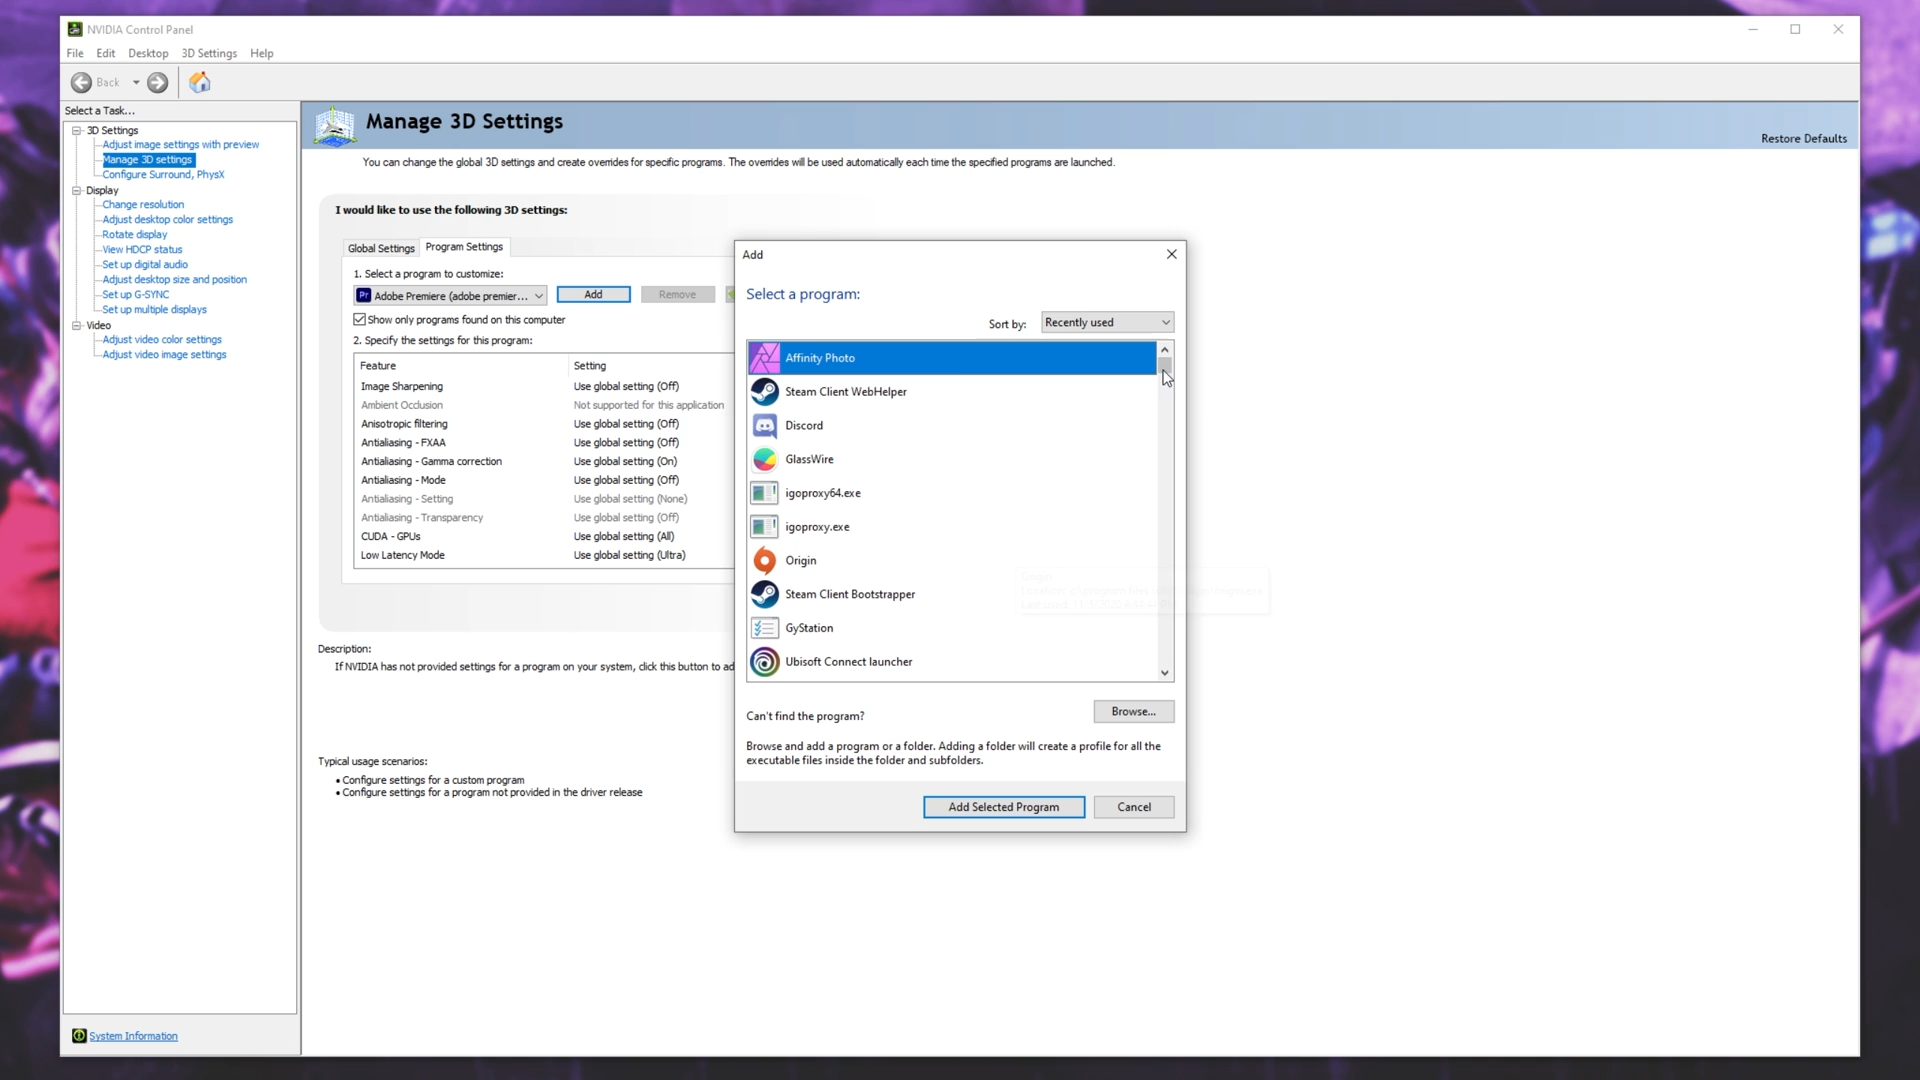 NVIDIA Control Panel
File Edit Desktop 3D Settings Help
Back
Select a Task...
3D Settings
Adjust image settings with preview
Manage 3D settings
Configure Surround, PhysX
Display
Change resolution
Adjust desktop color settings
Rotate display
View HDCP status
Set up digital audio
Adjust desktop size and position
Set up G-SYNC
Set up multiple displays
Video
Adjust video color settings
Adjust video image settings
System Information
Manage 3D Settings
Restore Defaults
You can change the global 3D settings and create overrides for specific programs. The overrides will be used automatically each time the specified programs are launched.
I would like to use the following 3D settings:
Global Settings Program Settings
1. Select a program to customize:
Pr Adobe Premiere (adobe premier... Add Remove
Show only programs found on this computer
2. Specify the settings for this program:
Feature Setting
Image Sharpening Use global setting (Off)
Ambient Occlusion Not supported for this application
Anisotropic filtering Use global setting (Off)
Antialiasing - FXAA Use global setting (Off)
Antialiasing - Gamma correction Use global setting (On)
Antialiasing - Mode Use global setting (Off)
Antialiasing - Setting Use global setting (None)
Antialiasing - Transparency Use global setting (Off)
CUDA - GPUs Use global setting (All)
Low Latency Mode Use global setting (Ultra)
Description:
If NVIDIA has not provided settings for a program on your system, click this button to ad
Typical usage scenarios:
• Configure settings for a custom program
• Configure settings for a program not provided in the driver release
Add
Select a program:
Sort by: Recently used
Affinity Photo
Steam Client WebHelper
Discord
GlassWire
igoproxy64.exe
igoproxy.exe
Origin
Steam Client Bootstrapper
GyStation
Ubisoft Connect launcher
Can't find the program? Browse...
Browse and add a program or a folder. Adding a folder will create a profile for all the
executable files inside the folder and subfolders.
Add Selected Program Cancel